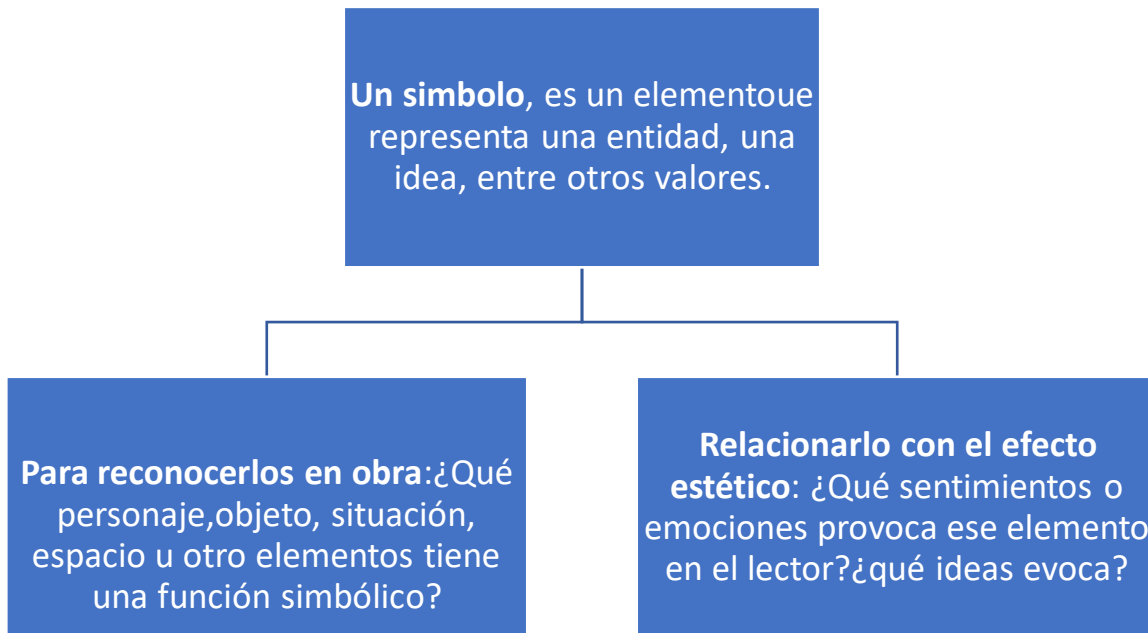 Un simbolo, es un elementoue
representa una entidad, una
idea, entre otros valores.
Para reconocerlos en obra:¿Qué
personaje,objeto, situación,
espacio u otro elementos tiene
una función simbólico?
Relacionarlo con el efecto
estético: ¿Qué sentimientos o
emociones provoca ese elemento
en el lector?¿qué ideas evoca?